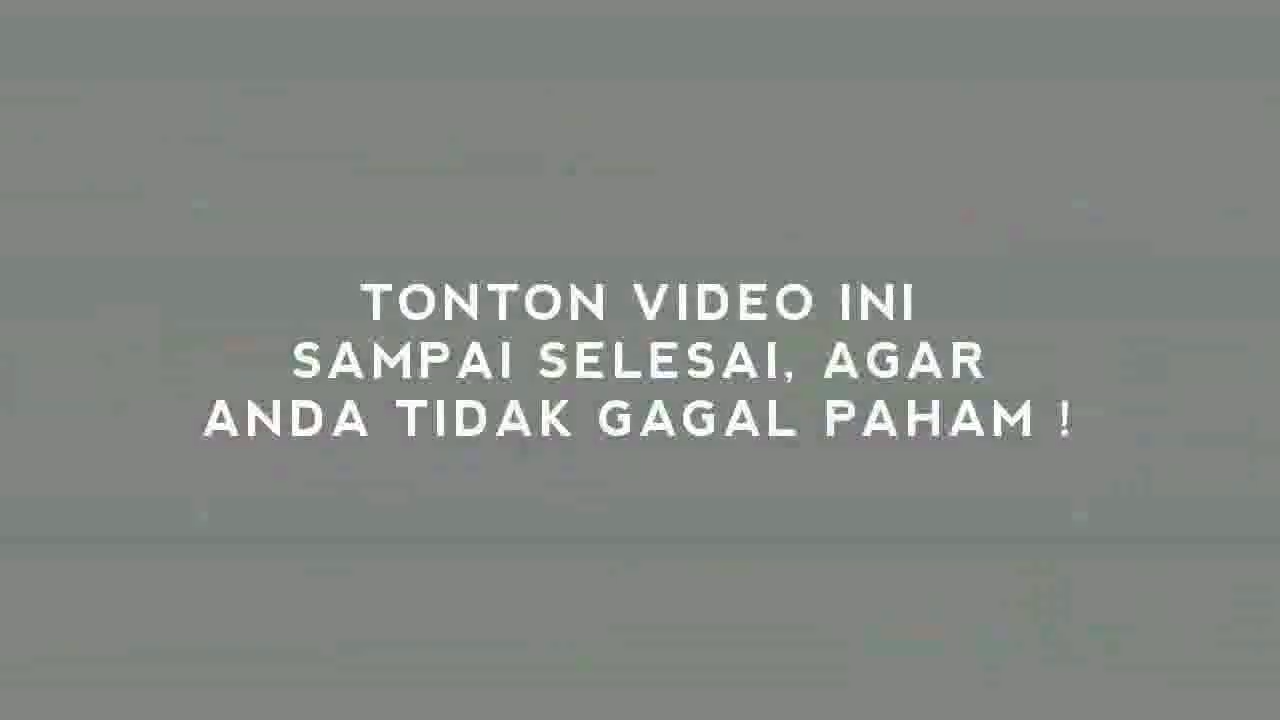 TONTON VIDEO INI
SAMPAI SELESAI, AGAR
ANDA TIDAK GAGAL PAHAM !